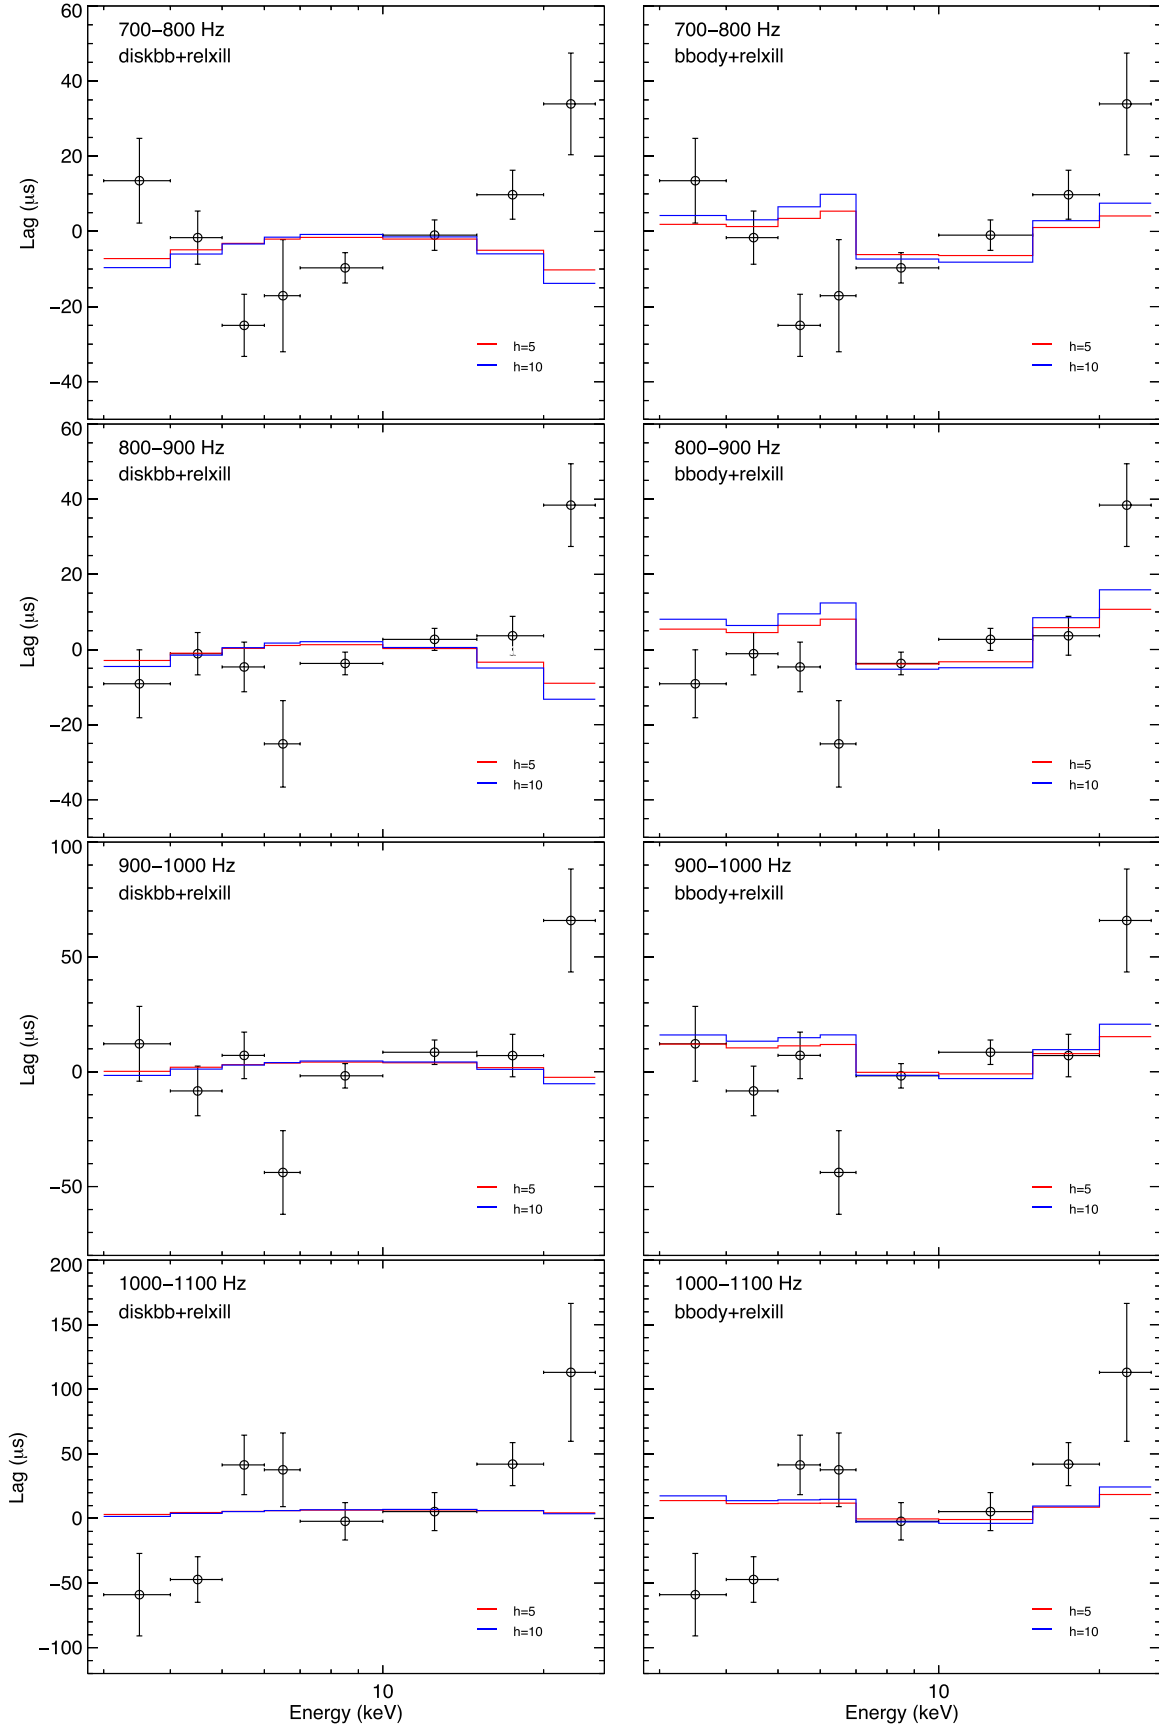 700−800 Hz
diskbb+relxill
60
40
20
0
−20
−40
Lag (μs)
h=5
h=10
700−800 Hz
bbody+relxill
h=5
h=10
800−900 Hz
diskbb+relxill
60
40
20
0
−20
−40
Lag (μs)
h=5
h=10
800−900 Hz
bbody+relxill
h=5
h=10
900−1000 Hz
diskbb+relxill
100
50
0
−50
Lag (μs)
h=5
h=10
900−1000 Hz
bbody+relxill
h=5
h=10
1000−1100 Hz
diskbb+relxill
200
150
100
50
0
−50
−100
Lag (μs)
h=5
h=10
10
Energy (keV)
1000−1100 Hz
bbody+relxill
h=5
h=10
10
Energy (keV)